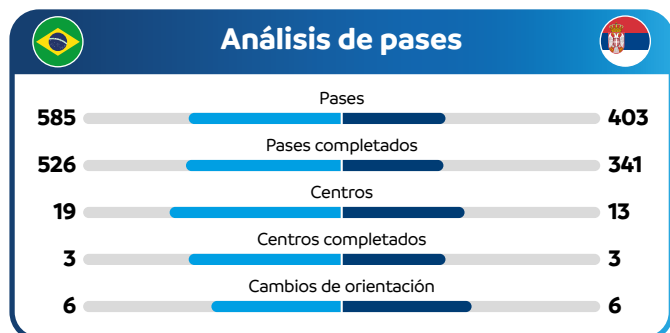 Análisis de pases
Pases
585 403
Pases completados
526 341
Centros
19 13
Centros completados
3 3
Cambios de orientación
6 6